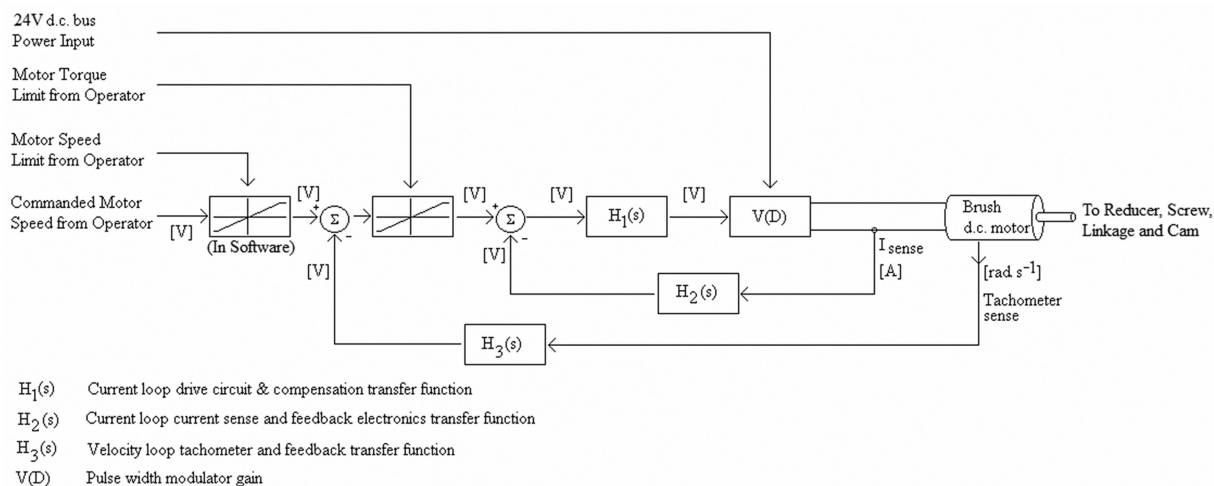 24V d.c. bus
Power Input
Motor Torque
Limit from Operator
Motor Speed
Limit from Operator
Commanded Motor
Speed from Operator
[V]
(In Software)
[V]
+
Σ
-
[V]
[V]
+
Σ
-
[V]
[V]
H₁(s)
[V]
V(D)
I sense
[A]
H₂(s)
H₃(s)
Brush
d.c. motor
[rad s⁻¹]
Tachometer
sense
To Reducer, Screw,
Linkage and Cam
H₁(s) Current loop drive circuit & compensation transfer function
H₂(s) Current loop current sense and feedback electronics transfer function
H₃(s) Velocity loop tachometer and feedback transfer function
V(D) Pulse width modulator gain